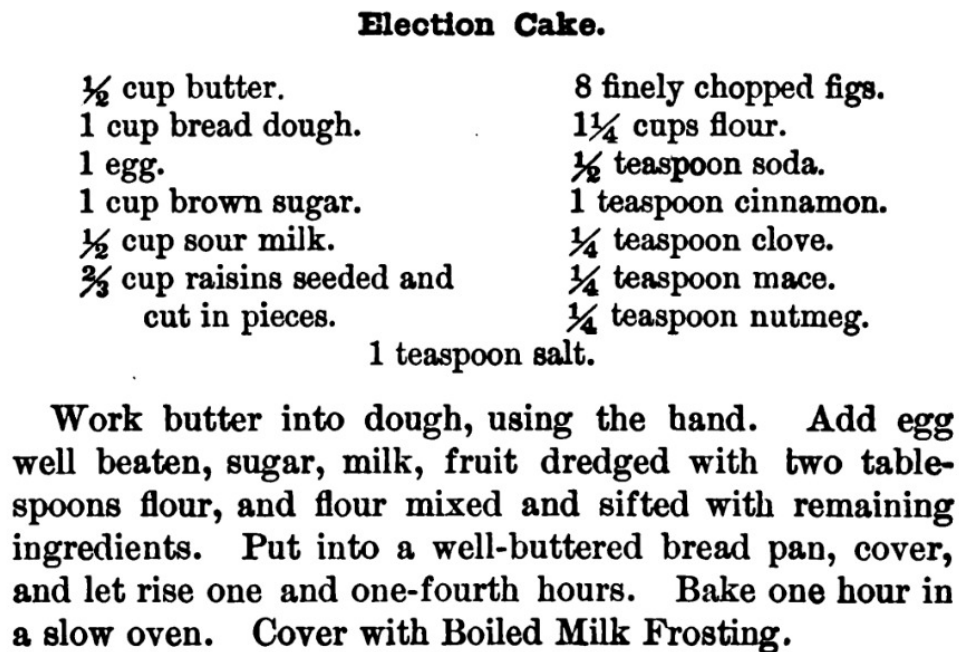 Election Cake.
½ cup butter.
1 cup bread dough.
1 egg.
1 cup brown sugar.
½ cup sour milk.
⅔ cup raisins seeded and
cut in pieces.
8 finely chopped figs.
1¼ cups flour.
½ teaspoon soda.
1 teaspoon cinnamon.
¼ teaspoon clove.
¼ teaspoon mace.
¼ teaspoon nutmeg.
1 teaspoon salt.
Work butter into dough, using the hand. Add egg
well beaten, sugar, milk, fruit dredged with two table-
spoons flour, and flour mixed and sifted with remaining
ingredients. Put into a well-buttered bread pan, cover,
and let rise one and one-fourth hours. Bake one hour in
a slow oven. Cover with Boiled Milk Frosting.